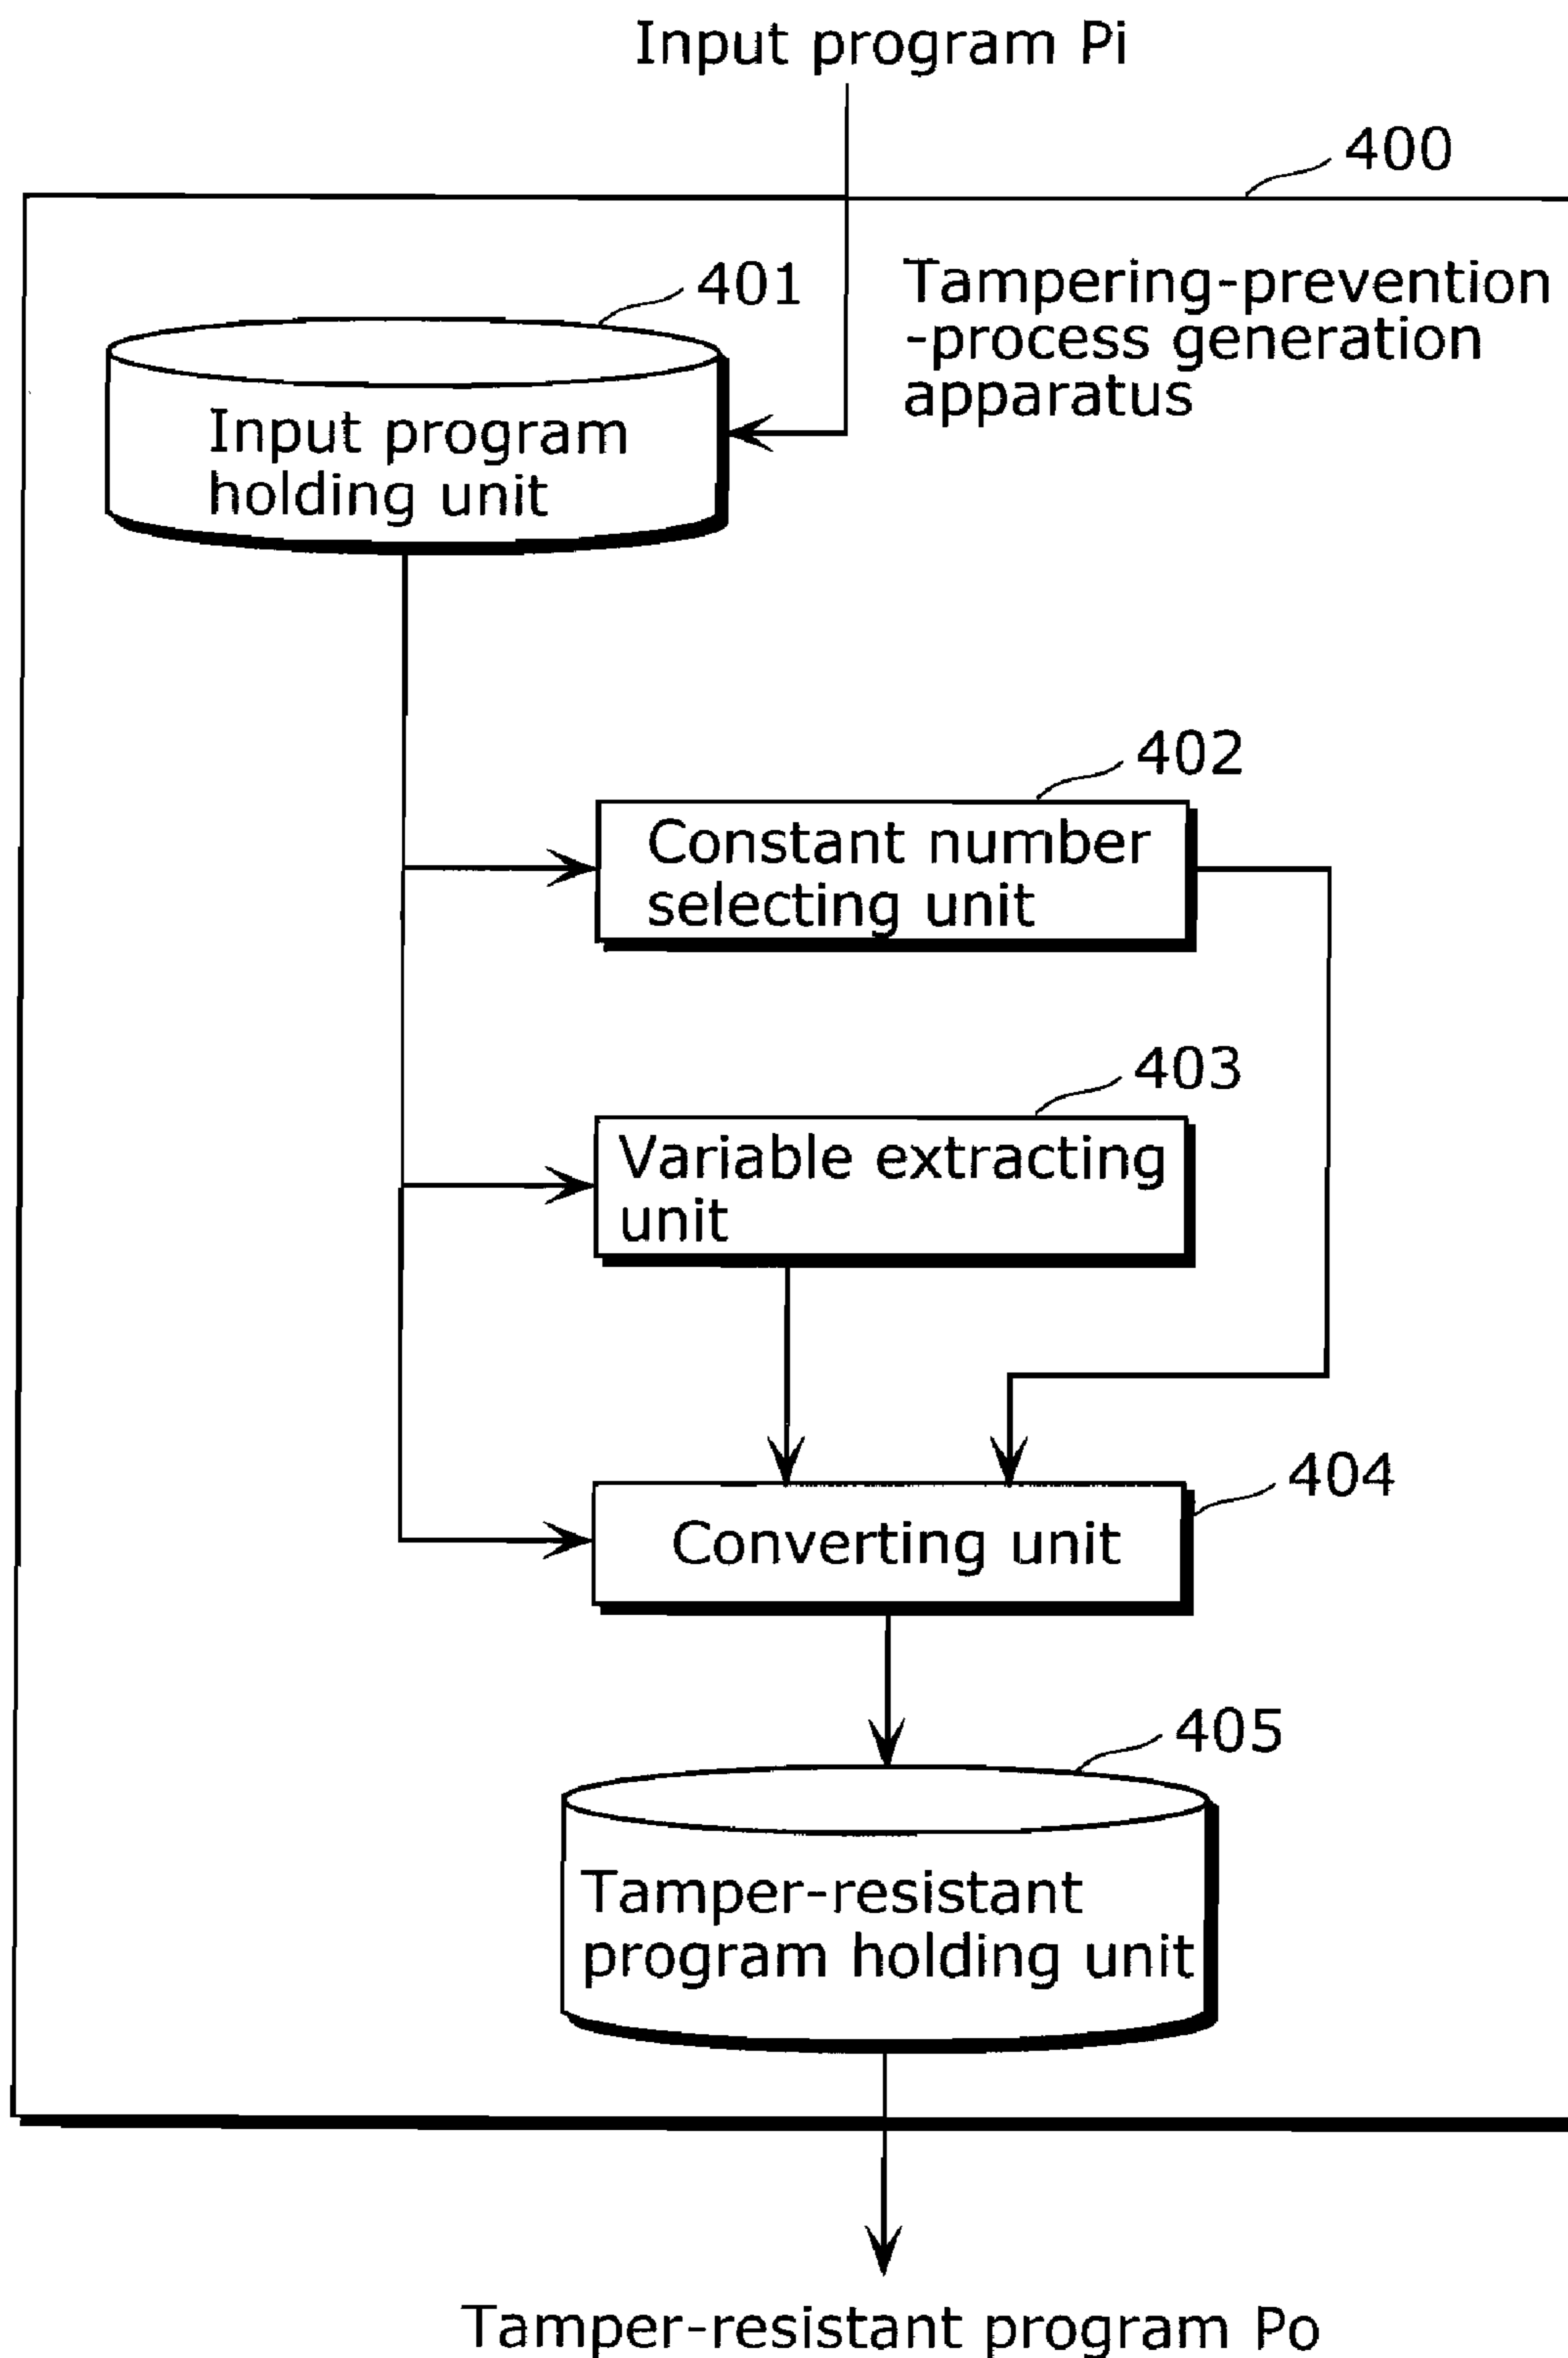 Input program Pi
400
Tampering-prevention
-process generation
apparatus
401
Input program
holding unit
402
Constant number
selecting unit
403
Variable extracting
unit
404
Converting unit
405
Tamper-resistant
program holding unit
Tamper-resistant program Po